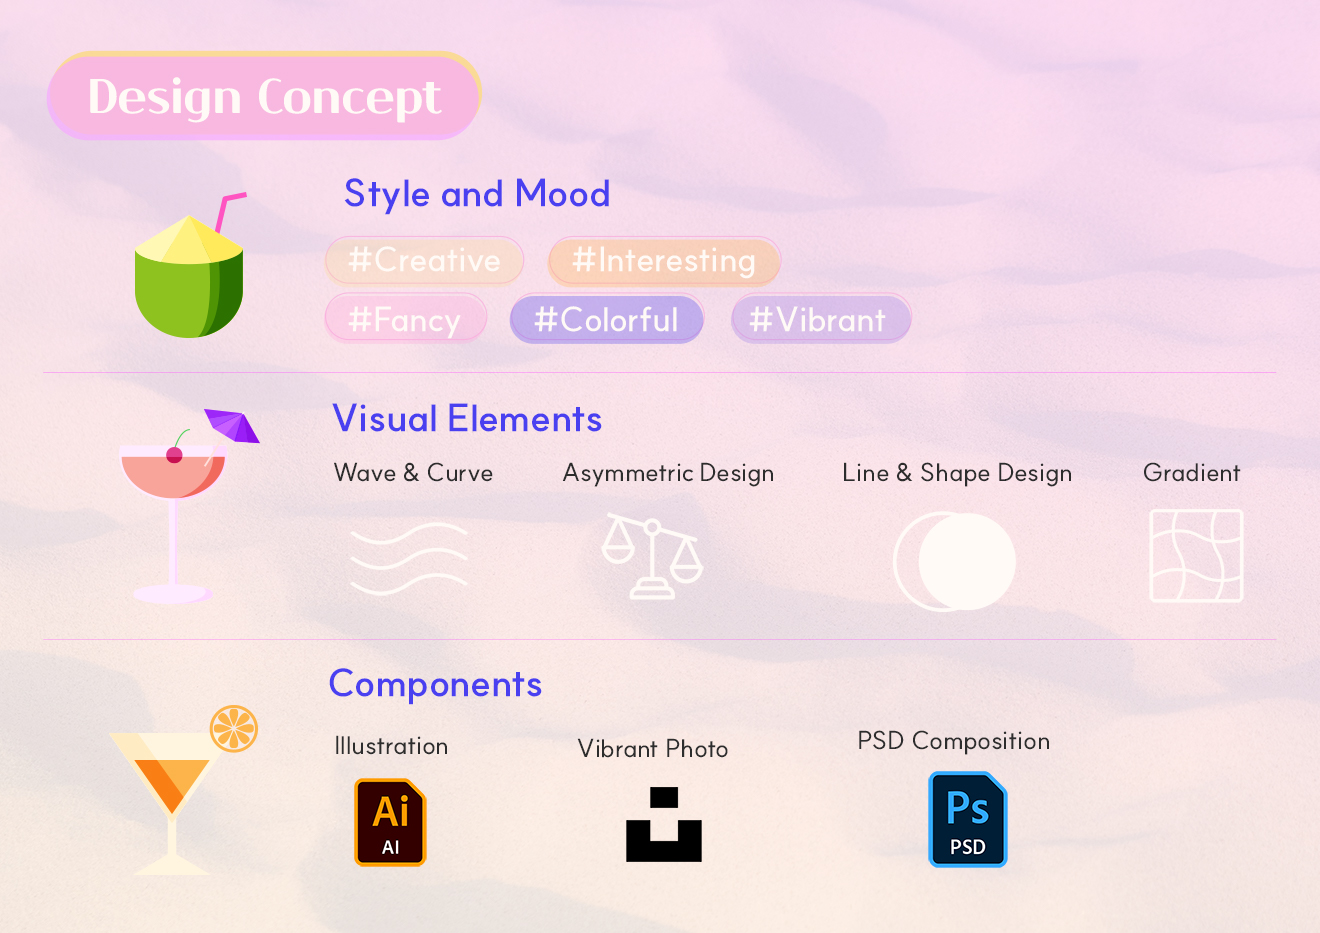 Design Concept
Style and Mood
#Creative #Interesting
#Fancy #Colorful #Vibrant
Visual Elements
Wave & Curve Asymmetric Design Line & Shape Design Gradient
Components
Illustration Vibrant Photo PSD Composition
Ai Ps
AI PSD